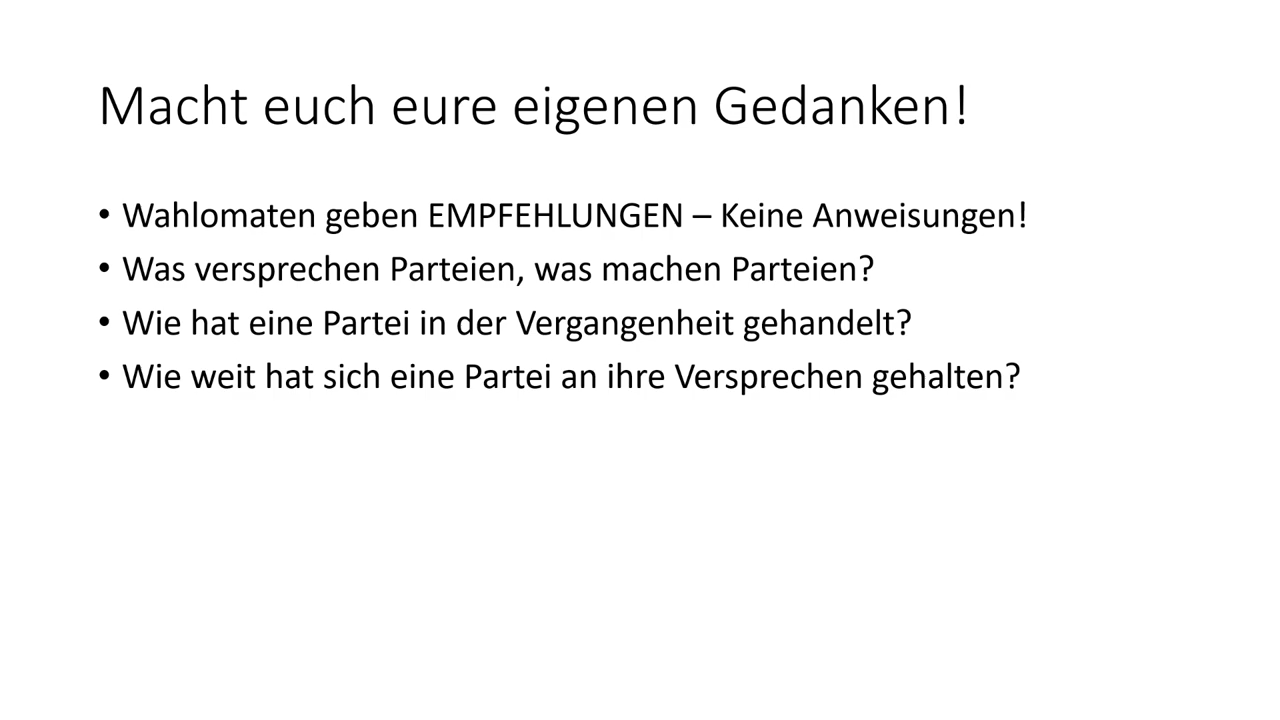 Macht euch eure eigenen Gedanken!
• Wahlomaten geben EMPFEHLUNGEN – Keine Anweisungen!
• Was versprechen Parteien, was machen Parteien?
• Wie hat eine Partei in der Vergangenheit gehandelt?
• Wie weit hat sich eine Partei an ihre Versprechen gehalten?